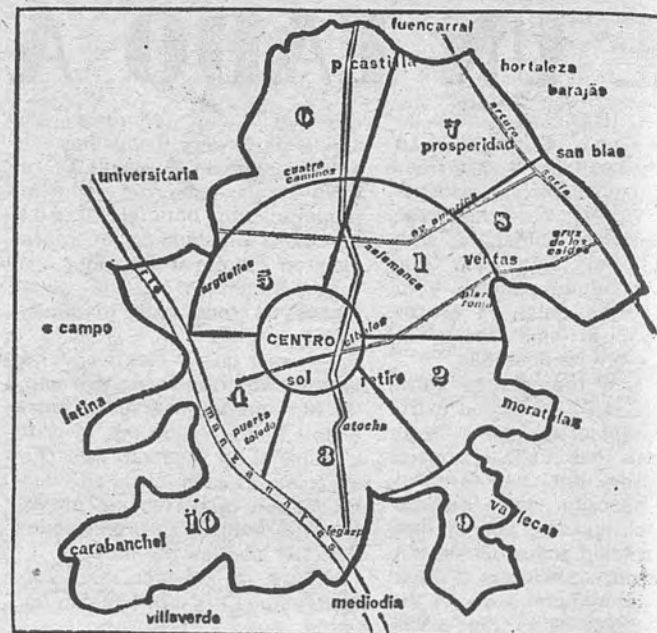 fuencarral
p castilla
hortaleza
barajas
6
arturo
7
prosperidad
cuatro
caminos
san blas
universitaria
soria
av america
8
cruz
de los
caidos
salamanca
1
ventas
argüelles
5
plaza
roma
rio
c campo
CENTRO
cibeles
sol
retiro
2
4
latina
puerta
toledo
moratalaz
atocha
3
manzanares
vallecas
10
9
legazpi
carabanchel
mediodia
villaverde